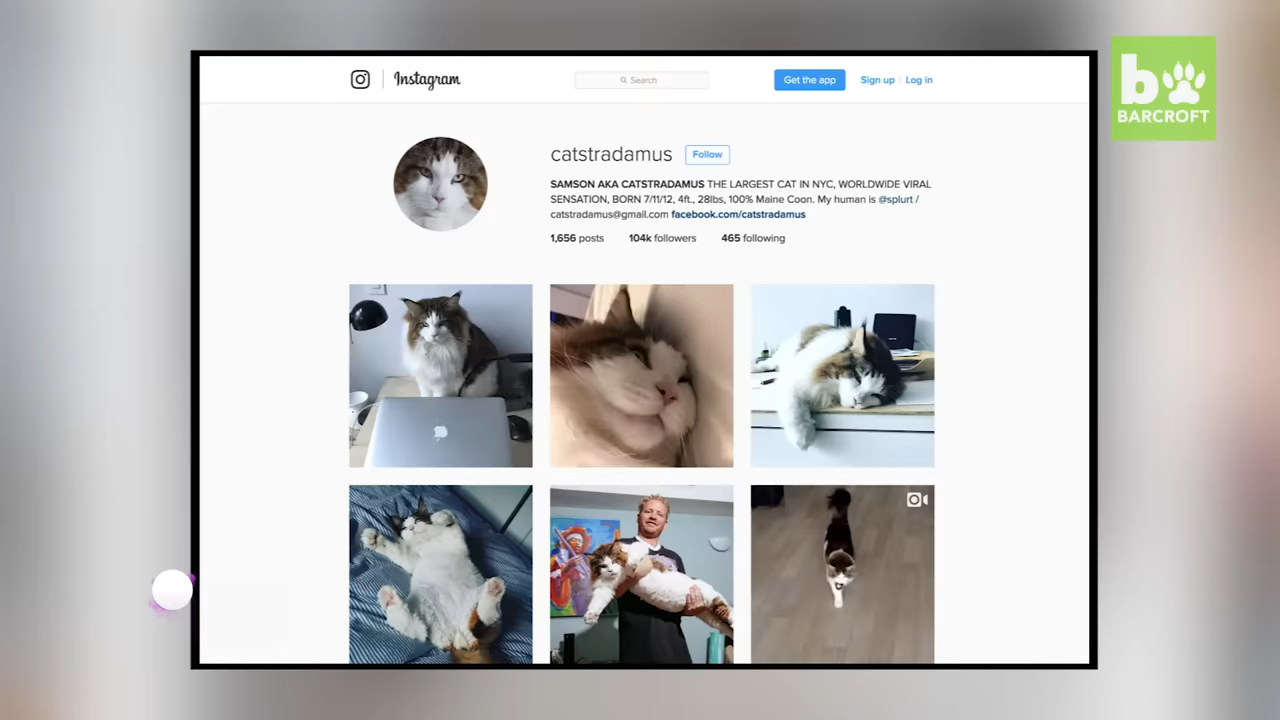 Instagram
Search
Get the app
Sign up
Log in
b
BARCROFT
catstradamus
Follow
SAMSON AKA CATSTRADAMUS THE LARGEST CAT IN NYC, WORLDWIDE VIRAL
SENSATION, BORN 7/11/12, 4ft., 28lbs, 100% Maine Coon. My human is @splurt /
catstradamus@gmail.com facebook.com/catstradamus
1,656 posts 104k followers 465 following